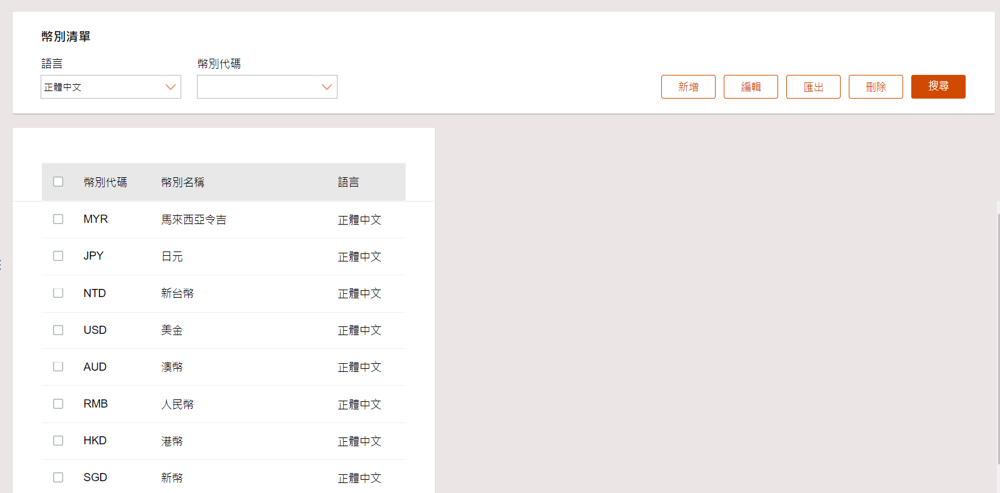 幣別清單
語言 幣別代碼
正體中文 新增 編輯 匯出 刪除 搜尋
幣別代碼 幣別名稱 語言
MYR 馬來西亞令吉 正體中文
JPY 日元 正體中文
NTD 新台幣 正體中文
USD 美金 正體中文
AUD 澳幣 正體中文
RMB 人民幣 正體中文
HKD 港幣 正體中文
SGD 新幣 正體中文